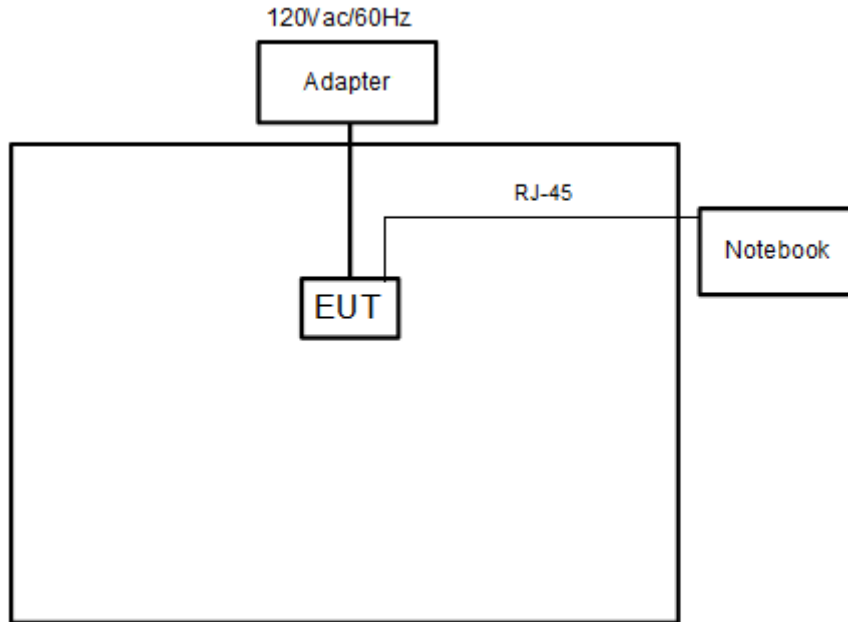 120Vac/60Hz
Adapter
RJ-45
Notebook
EUT